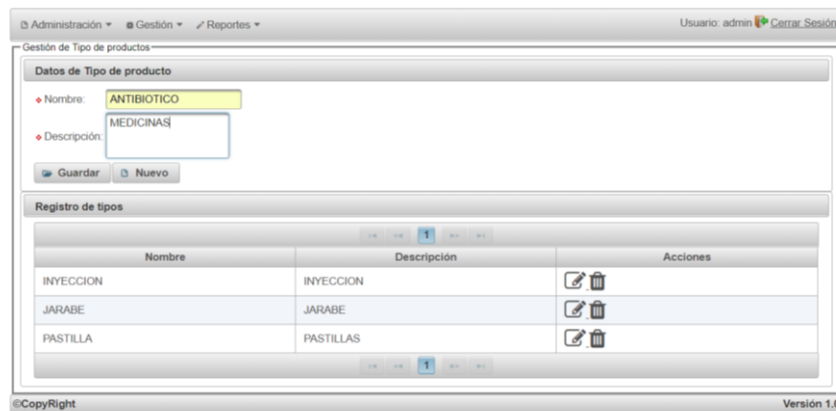 Administración Gestión Reportes Usuario: admin Cerrar Sesión
Gestión de Tipo de productos
Datos de Tipo de producto
Nombre: ANTIBIOTICO
Descripción: MEDICINAS
Guardar Nuevo
Registro de tipos
1
Nombre Descripción Acciones
INYECCION INYECCION
JARABE JARABE
PASTILLA PASTILLAS
1
©CopyRight Versión 1.